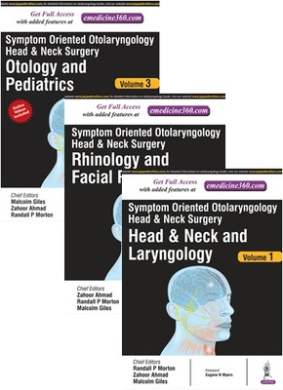 Get Full Access
with added features at
emedicine360.com
Symptom Oriented Otolaryngology
Head & Neck Surgery
Otology and
Pediatrics
Volume 3
Chief Editors
Malcolm Giles
Zahoor Ahmad
Randall P Morton
Get Full Access
with added features at
emedicine360.com
Symptom Oriented Otolaryngology
Head & Neck Surgery
Rhinology and
Facial
Chief Editors
Zahoor Ahmad
Randall P Morton
Malcolm Giles
Get Full Access
with added features at
emedicine360.com
Symptom Oriented Otolaryngology
Head & Neck Surgery
Head & Neck and
Laryngology
Volume 1
Chief Editors
Randall P Morton
Zahoor Ahmad
Malcolm Giles
Foreword
Eugene N Myers